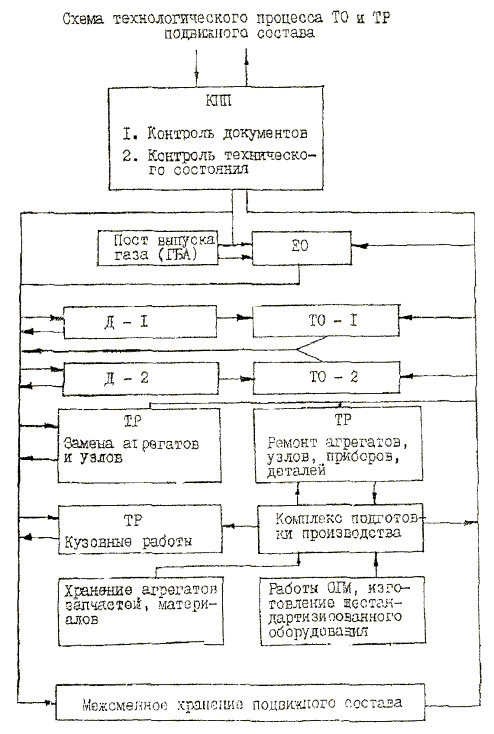 Схема технологического процесса ТО и ТР
подвижного состава
КПП
1. Контроль документов
2. Контроль техническо-
го состояния
Пост выпуска
газа (ГБА)
ЕО
Д - 1
ТО - 1
Д - 2
ТО - 2
ТР
Замена агрегатов
и узлов
ТР
Ремонт агрегатов,
узлов, приборов,
деталей
ТР
Кузовные работы
Комплекс подготов-
ки производства
Хранение агрегатов
запчастей, матери-
алов
Работы ОГМ, изго-
товление нестан-
дартизированного
оборудования
Межсменное хранение подвижного состава